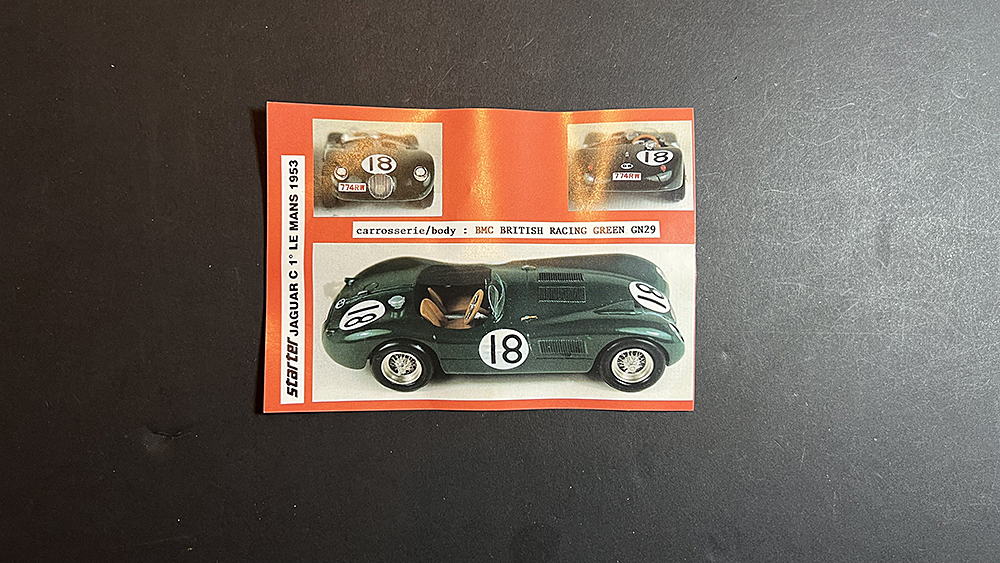 starter JAGUAR C 1° LE MANS 1953
18
774RW
18
774RW
carrosserie/body : BMC BRITISH RACING GREEN GN29
18
18
18